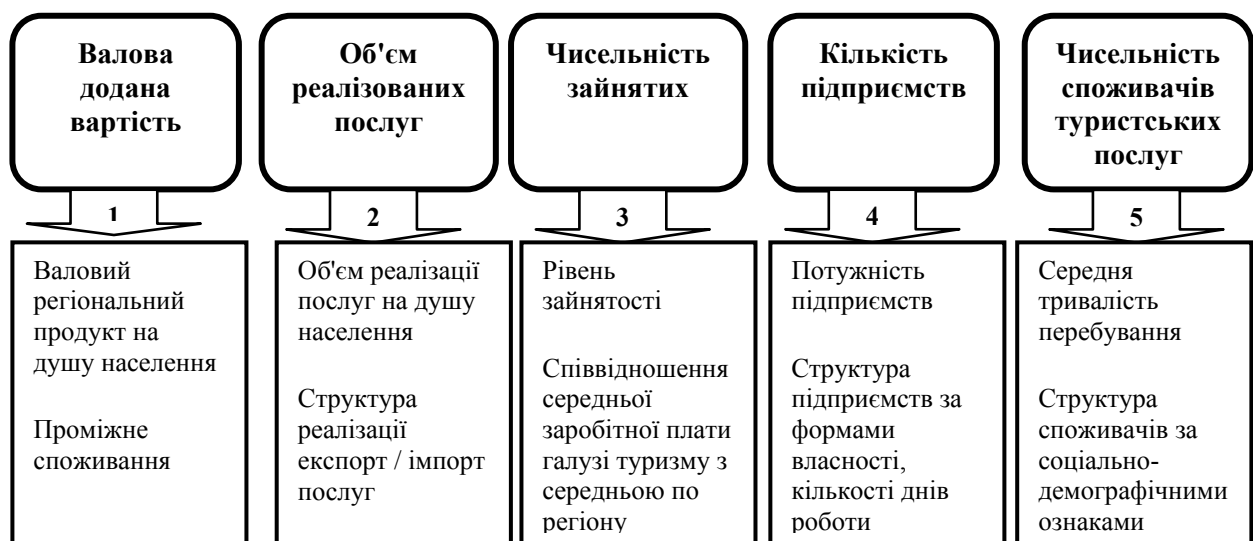 Валова
додана
вартість
Об'єм
реалізованих
послуг
Чисельність
зайнятих
Кількість
підприємств
Чисельність
споживачів
туристських
послуг
1
2
3
4
5
Валовий
регіональний
продукт на
душу населення
Проміжне
споживання
Об'єм реалізації
послуг на душу
населення
Структура
реалізації
експорт / імпорт
послуг
Рівень
зайнятості
Співвідношення
середньої
заробітної плати
галузі туризму з
середньою по
регіону
Потужність
підприємств
Структура
підприємств за
формами
власності,
кількості днів
роботи
Середня
тривалість
перебування
Структура
споживачів за
соціально-
демографічними
ознаками